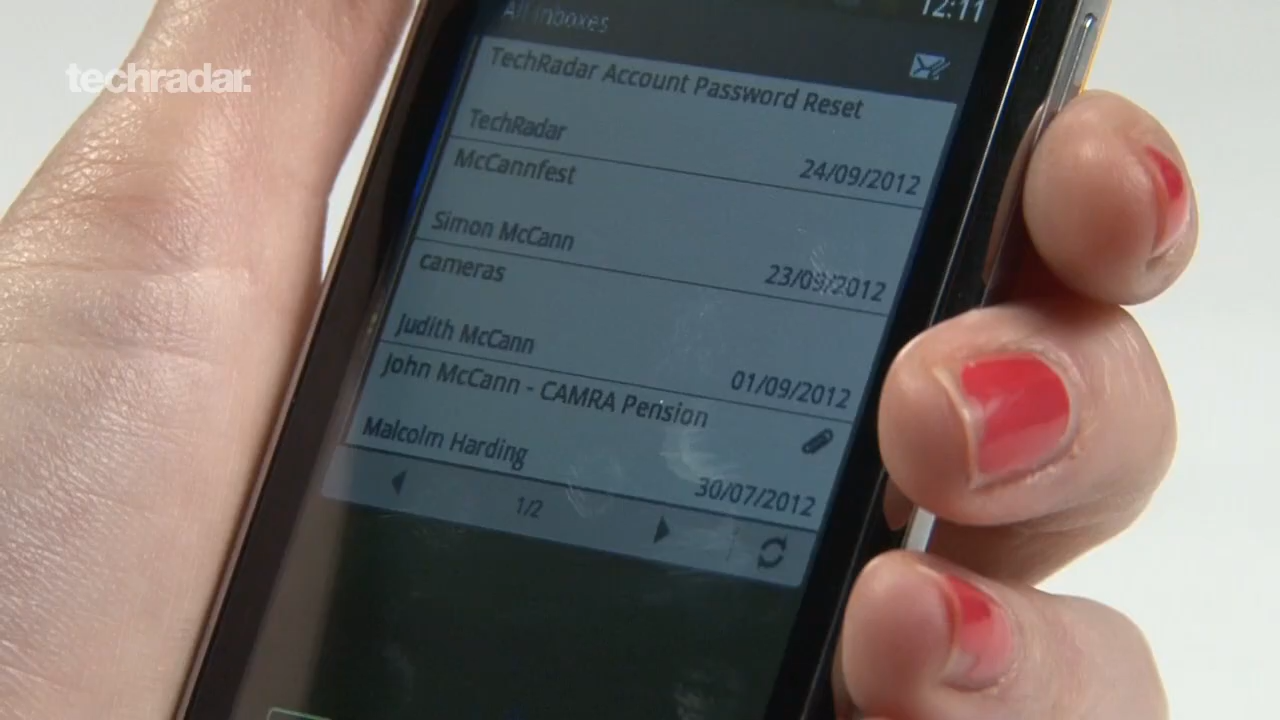 techradar.
12:11
All Inboxes
TechRadar Account Password Reset
TechRadar
24/09/2012
McCannfest
Simon McCann
23/09/2012
cameras
Judith McCann
01/09/2012
John McCann - CAMRA Pension
Malcolm Harding
30/07/2012
1/2